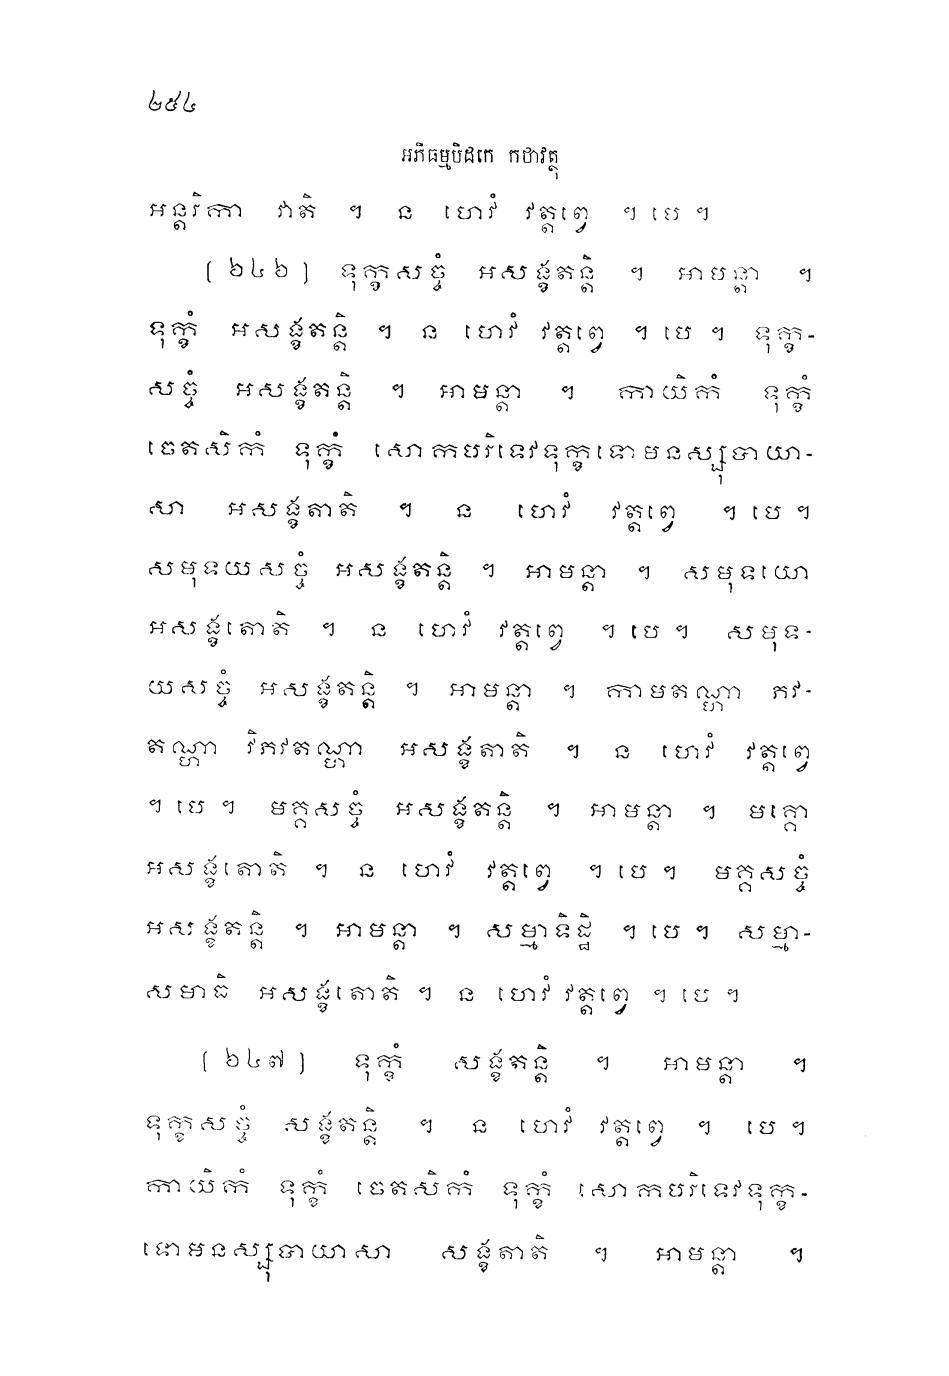 ២៥៤
អភិធម្មបិដកេ កថាវត្ថុ
អន្តរិកា វាតិ ។ ន ហេវំ វត្តព្វេ ។ បេ ។
(២៤៦) ទុក្ខសច្ចំ អសង្ខតន្តិ ។ អាមន្តា ។
ទុក្ខំ អសង្ខតន្តិ ។ ន ហេវំ វត្តព្វេ ។ បេ ។ ទុក្ខ-
សច្ចំ អសង្ខតន្តិ ។ អាមន្តា ។ កាយិកំ ទុក្ខំ
ចេតសិកំ ទុក្ខំ សោកបរិទេវទុក្ខទោមនស្សុបាយា-
សា អសង្ខតាតិ ។ ន ហេវំ វត្តព្វេ ។ បេ ។
សមុទយសច្ចំ អសង្ខតន្តិ ។ អាមន្តា ។ សមុទយោ
អសង្ខតោតិ ។ ន ហេវំ វត្តព្វេ ។ បេ ។ សមុទ-
យសច្ចំ អសង្ខតន្តិ ។ អាមន្តា ។ កាមតណ្ហា ភវ-
តណ្ហា វិភវតណ្ហា អសង្ខតាតិ ។ ន ហេវំ វត្តព្វេ
។ បេ ។ មគ្គសច្ចំ អសង្ខតន្តិ ។ អាមន្តា ។ មគ្គោ
អសង្ខតោតិ ។ ន ហេវំ វត្តព្វេ ។ បេ ។ មគ្គសច្ចំ
អសង្ខតន្តិ ។ អាមន្តា ។ សម្មាទិដ្ឋិ ។ បេ ។ សម្មា-
សមាធិ អសង្ខតោតិ ។ ន ហេវំ វត្តព្វេ ។ បេ ។
(២៤៧) ទុក្ខំ សង្ខតន្តិ ។ អាមន្តា ។
ទុក្ខសច្ចំ សង្ខតន្តិ ។ ន ហេវំ វត្តព្វេ ។ បេ ។
កាយិកំ ទុក្ខំ ចេតសិកំ ទុក្ខំ សោកបរិទេវទុក្ខ-
ទោមនស្សុបាយាសា សង្ខតាតិ ។ អាមន្តា ។